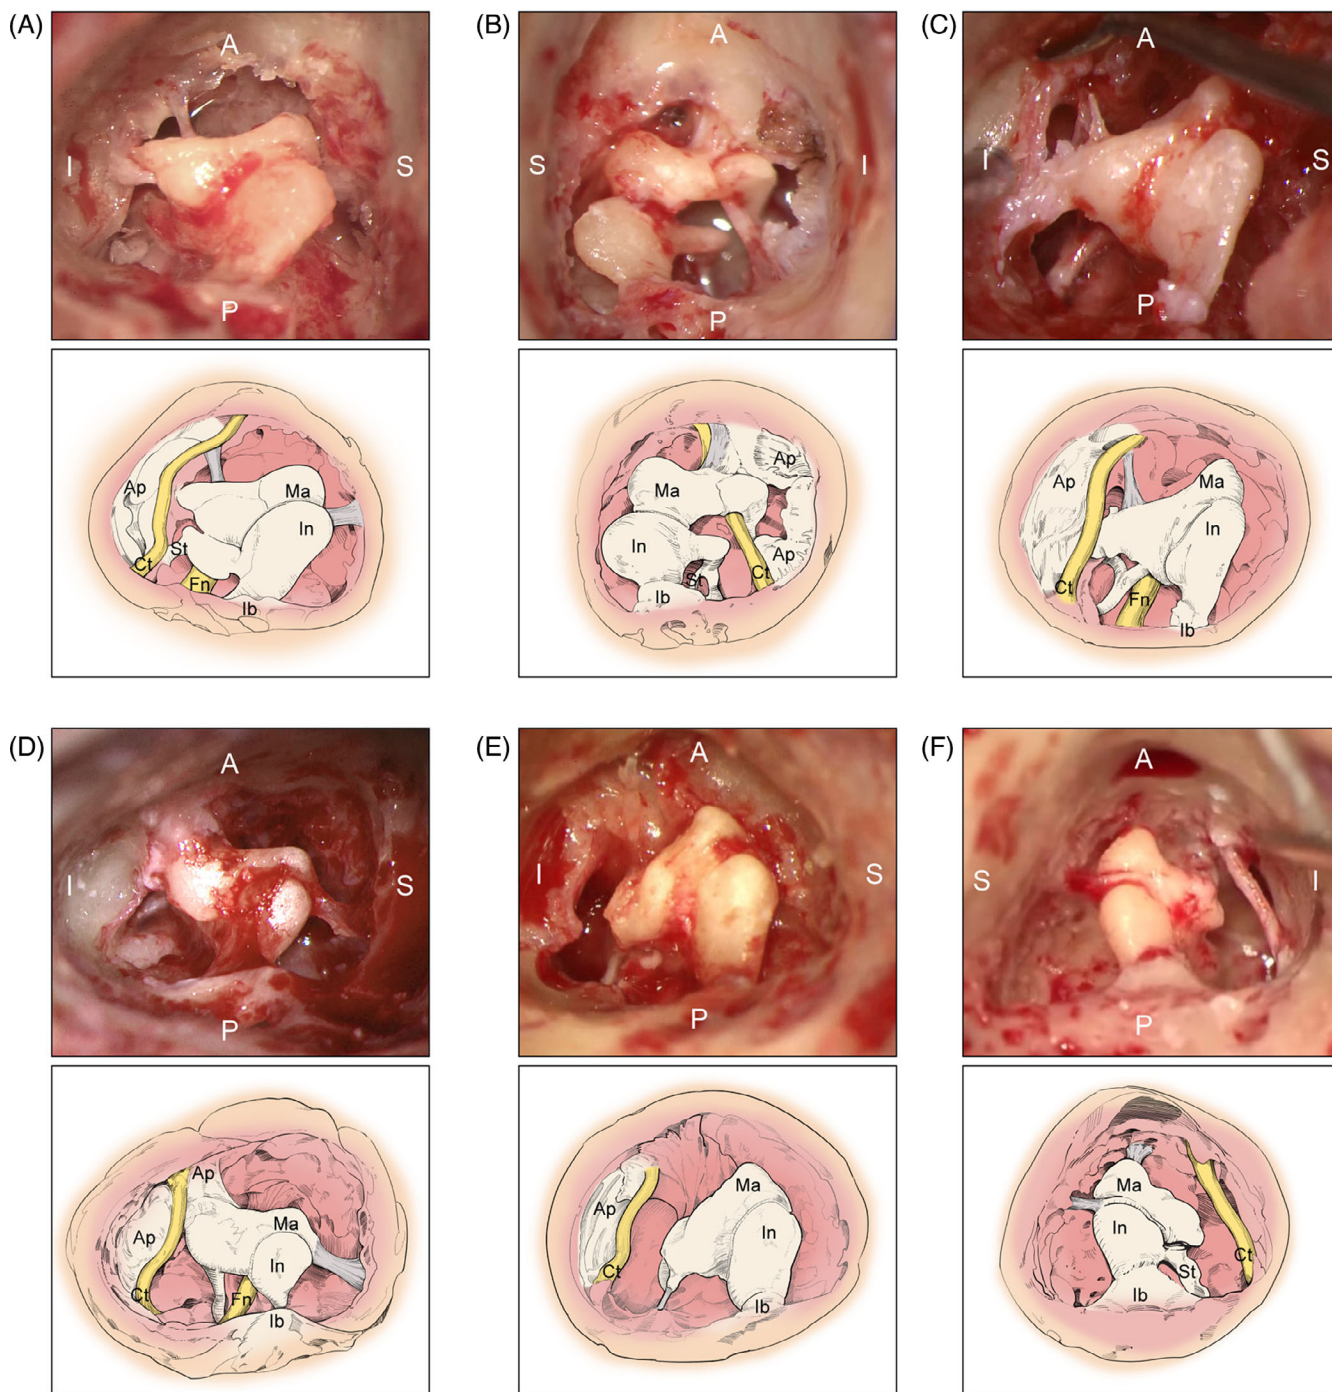 (A) (B) (C)
A A A
I S S I I S
P P P
Ap Ma In St Ct Fn Ib
Ma Ap In Ap St Ct Ib
Ap Ma In Ct Fn Ib
(D) (E) (F)
A A A
I S I S S I
P P P
Ap Ap Ma In Ct Fn Ib
Ap Ma In Ct Ib
Ma In Ct St Ib